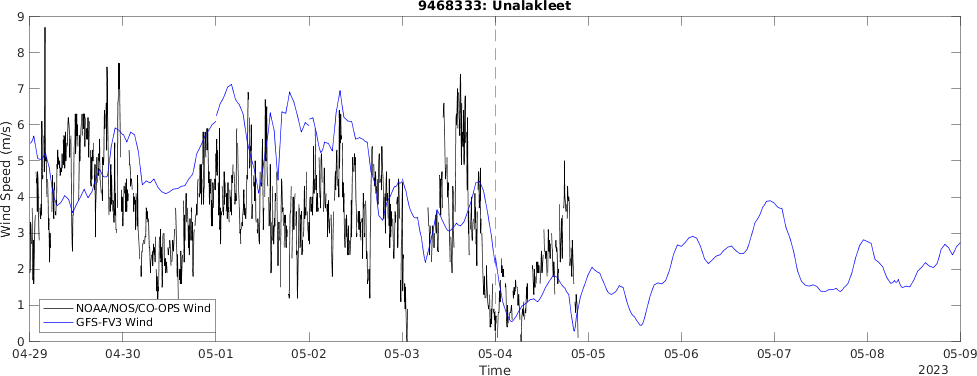 9468333: Unalakleet
Wind Speed (m/s)
9
8
7
6
5
4
3
2
1
0
NOAA/NOS/CO-OPS Wind
GFS-FV3 Wind
04-29 04-30 05-01 05-02 05-03 05-04 05-05 05-06 05-07 05-08 05-09
Time
2023